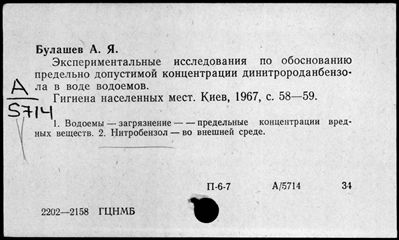 Булашев А. Я.
Экспериментальные исследования по обоснованию
предельно допустимой концентрации динитророданбензо-
ла в воде водоемов.
А
5714
Гигиена населенных мест. Киев, 1967, с. 58—59.
1. Водоемы — загрязнение — — предельные концентрации вред-
ных веществ. 2. Нитробензол — во внешней среде.
П-6-7 А/5714 34
2202—2158 ГЦНМБ